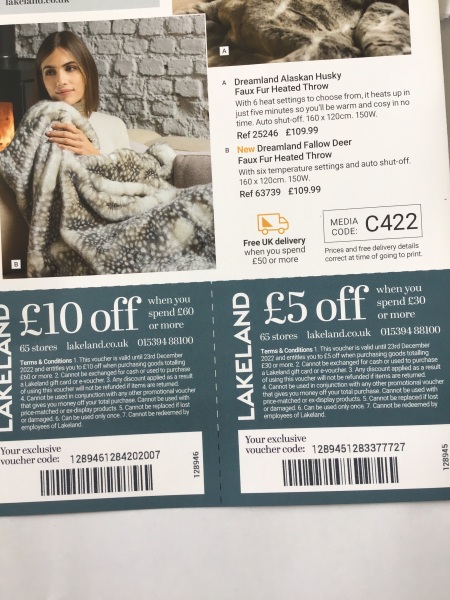 lakeland.co.uk
A
A Dreamland Alaskan Husky
Faux Fur Heated Throw
With 6 heat settings to choose from, it heats up in
just five minutes so you'll be warm and cosy in no
time. Auto shut-off. 160 x 120cm. 150W.
Ref 25246 £109.99
B New Dreamland Fallow Deer
Faux Fur Heated Throw
With six temperature settings and auto shut-off.
160 x 120cm. 150W.
Ref 63739 £109.99
B
Free UK delivery
when you spend
£50 or more
MEDIA
CODE: C422
Prices and free delivery details
correct at time of going to print.
LAKELAND
£10 off when you
spend £60
or more
65 stores lakeland.co.uk 015394 88100
Terms & Conditions 1. This voucher is valid until 23rd December
2022 and entitles you to £10 off when purchasing goods totalling
£60 or more. 2. Cannot be exchanged for cash or used to purchase
a Lakeland gift card or e-voucher. 3. Any discount applied as a result
of using this voucher will not be refunded if items are returned.
4. Cannot be used in conjunction with any other promotional voucher
that gives you money off your total purchase. Cannot be used with
price-matched or ex-display products. 5. Cannot be replaced if lost
or damaged. 6. Can be used only once. 7. Cannot be redeemed by
employees of Lakeland.
Your exclusive
voucher code: 1289451284202007
128946
LAKELAND
£5 off when you
spend £30
or more
65 stores lakeland.co.uk 015394 88100
Terms & Conditions 1. This voucher is valid until 23rd December
2022 and entitles you to £5 off when purchasing goods totalling
£30 or more. 2. Cannot be exchanged for cash or used to purchase
a Lakeland gift card or e-voucher. 3. Any discount applied as a result
of using this voucher will not be refunded if items are returned.
4. Cannot be used in conjunction with any other promotional voucher
that gives you money off your total purchase. Cannot be used with
price-matched or ex-display products. 5. Cannot be replaced if lost
or damaged. 6. Can be used only once. 7. Cannot be redeemed by
employees of Lakeland.
Your exclusive
voucher code: 1289451283377727
128945